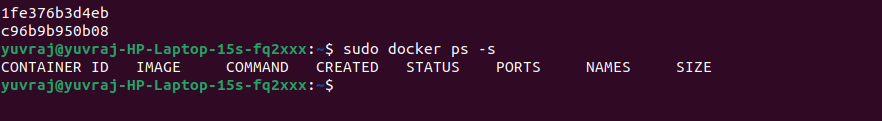 1fe376b3d4eb
c96b9b950b08
yuvraj@yuvraj-HP-Laptop-15s-fq2xxx:~$ sudo docker ps -s
CONTAINER ID   IMAGE     COMMAND   CREATED   STATUS    PORTS     NAMES     SIZE
yuvraj@yuvraj-HP-Laptop-15s-fq2xxx:~$